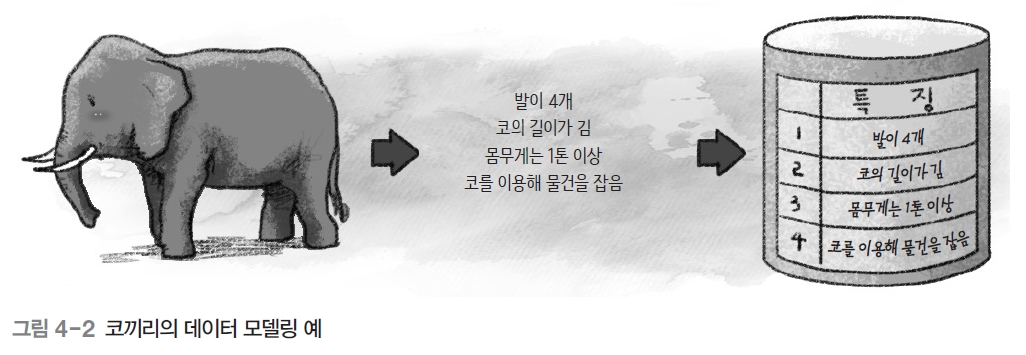 발이 4개
코의 길이가 김
몸무게는 1톤 이상
코를 이용해 물건을 잡음
특 징
1 발이 4개
2 코의 길이가 김
3 몸무게는 1톤 이상
4 코를 이용해 물건을 잡음
그림 4-2 코끼리의 데이터 모델링 예